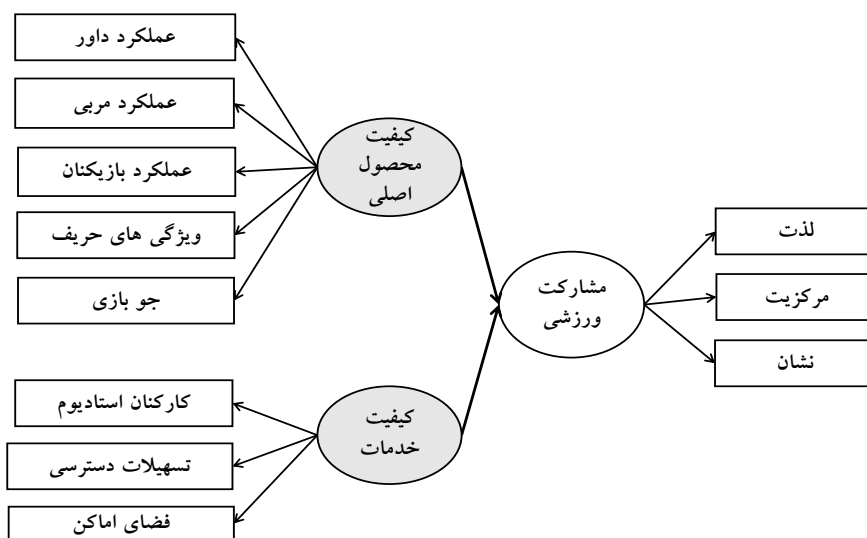 عملکرد داور
عملکرد مربی
عملکرد بازیکنان
ویژگی های حریف
جو بازی
کیفیت
محصول
اصلی
مشارکت
ورزشی
لذت
مرکزیت
نشان
کارکنان استادیوم
تسهیلات دسترسی
فضای اماکن
کیفیت
خدمات